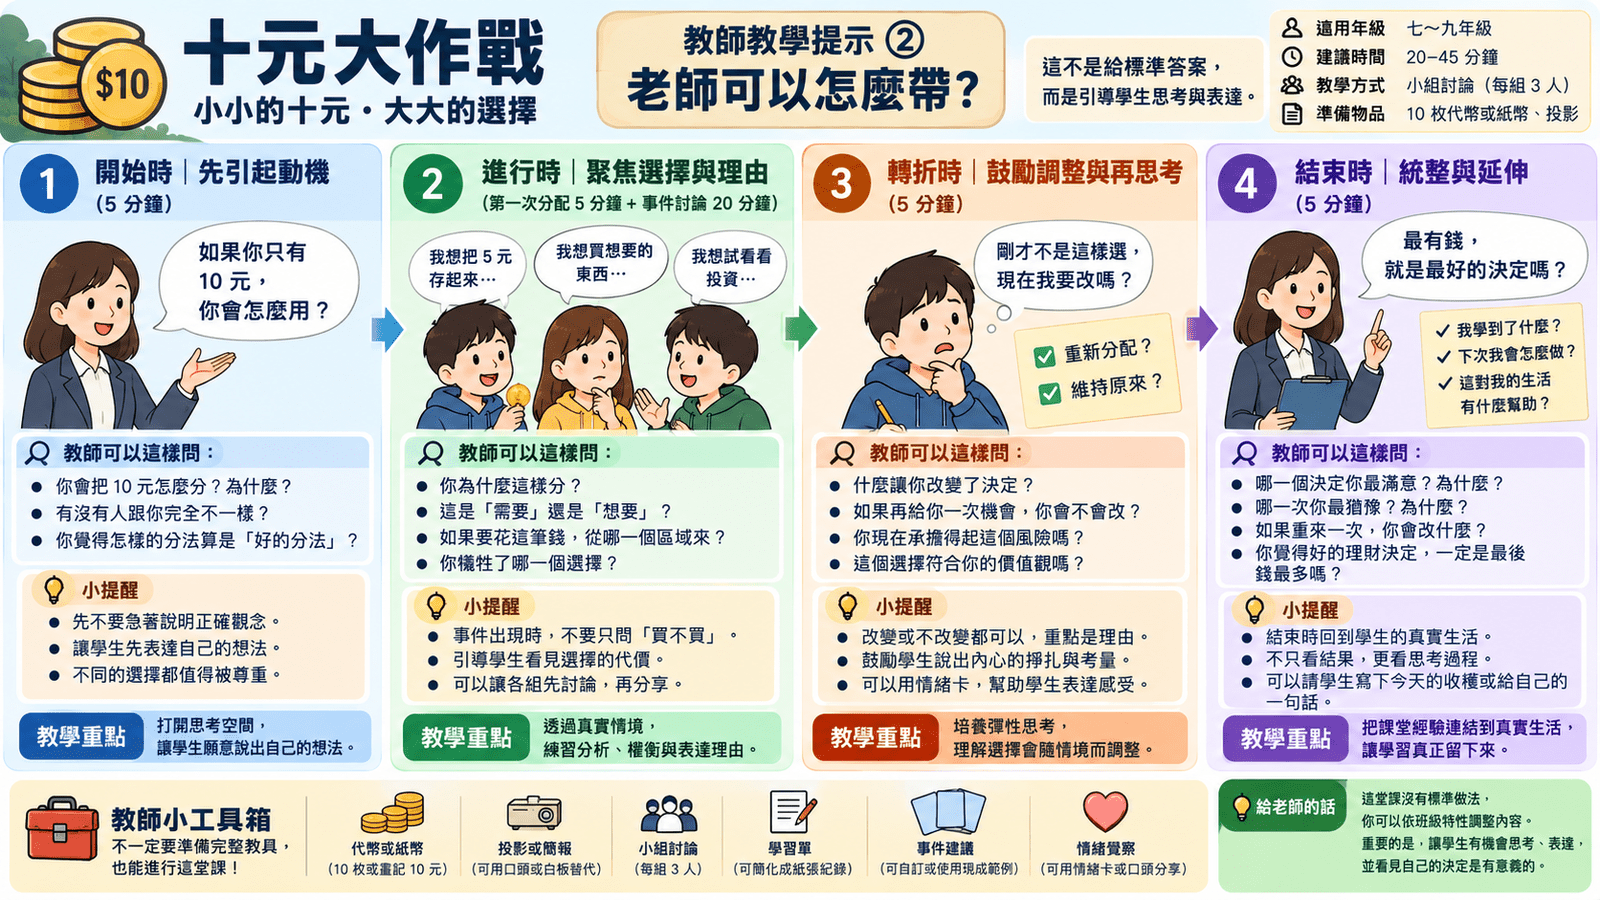 $10
十元大作戰
小小的十元・大大的選擇
教師教學提示 ②
老師可以怎麼帶?
這不是給標準答案，
而是引導學生思考與表達。
適用年級 七～九年級
建議時間 20–45 分鐘
教學方式 小組討論（每組 3 人）
準備物品 10 枚代幣或紙幣、投影
1 開始時｜先引起動機
（5 分鐘）
如果你只有
10 元，
你會怎麼用？
教師可以這樣問：
● 你會把 10 元怎麼分？為什麼？
● 有沒有人跟你完全不一樣？
● 你覺得怎樣的分法算是「好的分法」？
小提醒
● 先不要急著說明正確觀念。
● 讓學生先表達自己的想法。
● 不同的選擇都值得被尊重。
教學重點
打開思考空間，
讓學生願意說出自己的想法。
2 進行時｜聚焦選擇與理由
（第一次分配 5 分鐘 + 事件討論 20 分鐘）
我想把 5 元
存起來⋯
我想買想要的
東西⋯
我想試看看
投資⋯
教師可以這樣問：
● 你為什麼這樣分？
● 這是「需要」還是「想要」？
● 如果要花這筆錢，從哪一個區域來？
● 你犧牲了哪一個選擇？
小提醒
● 事件出現時，不要只問「買不買」。
● 引導學生看見選擇的代價。
● 可以讓各組先討論，再分享。
教學重點
透過真實情境，
練習分析、權衡與表達理由。
3 轉折時｜鼓勵調整與再思考
（5 分鐘）
剛才不是這樣選，
現在我要改嗎？
重新分配？
維持原來？
教師可以這樣問：
● 什麼讓你改變了決定？
● 如果再給你一次機會，你會不會改？
● 你現在承擔得起這個風險嗎？
● 這個選擇符合你的價值觀嗎？
小提醒
● 改變或不改變都可以，重點是理由。
● 鼓勵學生說出內心的掙扎與考量。
● 可以用情緒卡，幫助學生表達感受。
教學重點
培養彈性思考，
理解選擇會隨情境而調整。
4 結束時｜統整與延伸
（5 分鐘）
最有錢，
就是最好的決定嗎？
✓ 我學到了什麼？
✓ 下次我會怎麼做？
✓ 這對我的生活
有什麼幫助？
教師可以這樣問：
● 哪一個決定你最滿意？為什麼？
● 哪一次你最猶豫？為什麼？
● 如果重來一次，你會改什麼？
● 你覺得好的理財決定，一定是最後
錢最多嗎？
小提醒
● 結束時回到學生的真實生活。
● 不只看結果，更看思考過程。
● 可以請學生寫下今天的收穫或給自己的
一句話。
教學重點
把課堂經驗連結到真實生活，
讓學習真正留下來。
教師小工具箱
不一定要準備完整教具，
也能進行這堂課！
代幣或紙幣
（10 枚或畫記 10 元）
投影或簡報
（可用口頭或白板替代）
小組討論
（每組 3 人）
學習單
（可簡化成紙張紀錄）
事件建議
（可自訂或使用現成範例）
情緒覺察
（可用情緒卡或口頭分享）
給老師的話
這堂課沒有標準做法，
你可以依班級特性調整內容。
重要的是，讓學生有機會思考、表達，
並看見自己的決定是有意義的。